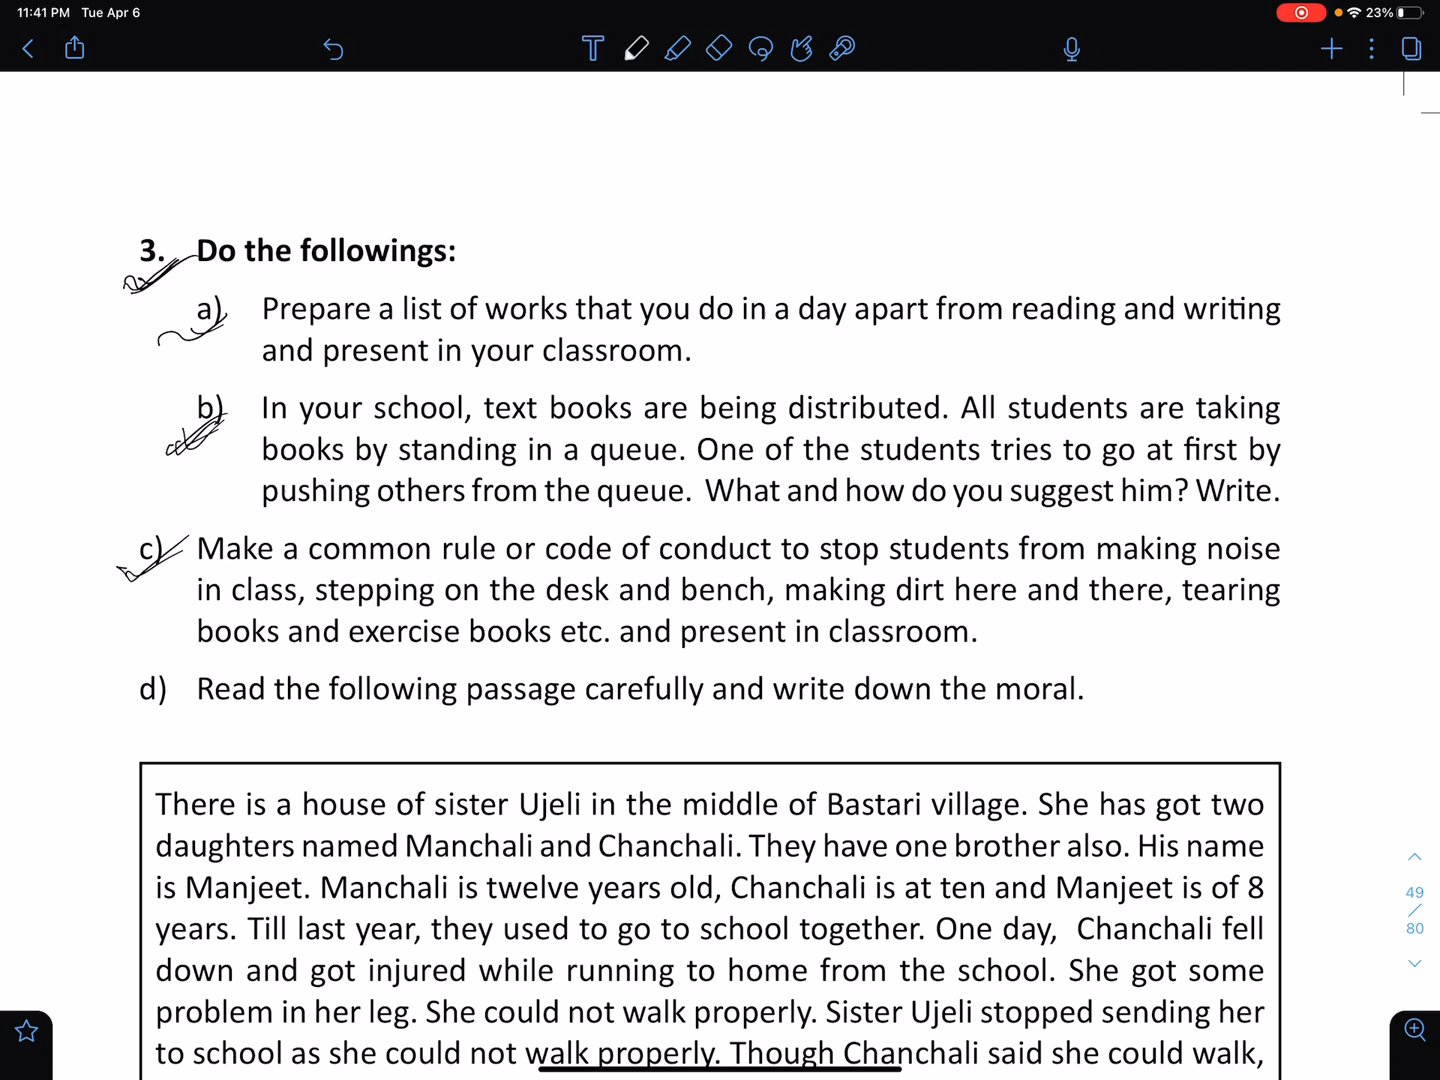 11:41 PM Tue Apr 6
23%
3. Do the followings:
a) Prepare a list of works that you do in a day apart from reading and writing
and present in your classroom.
b) In your school, text books are being distributed. All students are taking
books by standing in a queue. One of the students tries to go at first by
pushing others from the queue. What and how do you suggest him? Write.
c) Make a common rule or code of conduct to stop students from making noise
in class, stepping on the desk and bench, making dirt here and there, tearing
books and exercise books etc. and present in classroom.
d) Read the following passage carefully and write down the moral.
There is a house of sister Ujeli in the middle of Bastari village. She has got two
daughters named Manchali and Chanchali. They have one brother also. His name
is Manjeet. Manchali is twelve years old, Chanchali is at ten and Manjeet is of 8
years. Till last year, they used to go to school together. One day, Chanchali fell
down and got injured while running to home from the school. She got some
problem in her leg. She could not walk properly. Sister Ujeli stopped sending her
to school as she could not walk properly. Though Chanchali said she could walk,
49
/
80